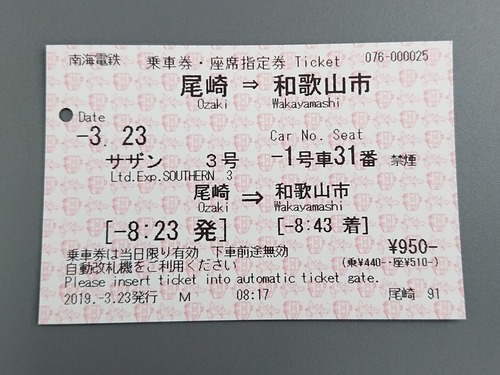 南海電鉄 乗車券・座席指定券 Ticket 076-000025
尾崎 ⇒ 和歌山市
Ozaki Wakayamashi
Date
-3. 23 Car No. Seat
サザン 3号 -1号車31番 禁煙
Ltd.Exp.SOUTHERN 3
尾崎 ⇒ 和歌山市
Ozaki Wakayamashi
[-8:23 発] [-8:43 着]
乗車券は当日限り有効 下車前途無効 ¥950-
自動改札機をご利用ください (乗¥440-・座¥510-)
Please insert ticket into automatic ticket gate.
2019.-3.23発行 M 08:17 尾崎 91